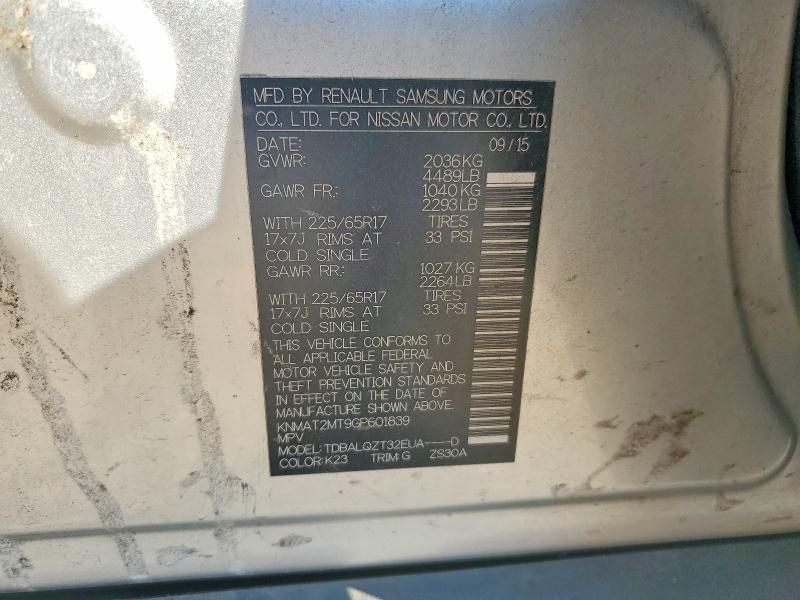 MFD BY RENAULT SAMSUNG MOTORS
CO., LTD. FOR NISSAN MOTOR CO., LTD.
DATE: 09/15
GVWR: 2036KG
4489LB
GAWR FR: 1040KG
2293LB
WITH 225/65R17 TIRES
17x7J RIMS AT 33 PSI
COLD SINGLE
GAWR RR: 1027KG
2264LB
WITH 225/65R17 TIRES
17x7J RIMS AT 33 PSI
COLD SINGLE
THIS VEHICLE CONFORMS TO
ALL APPLICABLE FEDERAL
MOTOR VEHICLE SAFETY AND
THEFT PREVENTION STANDARDS
IN EFFECT ON THE DATE OF
MANUFACTURE SHOWN ABOVE.
KNMAT2MT9GP601839
MPV
MODEL: TDBALQZT32EUA----D
COLOR: K23 TRIM: G ZS30A